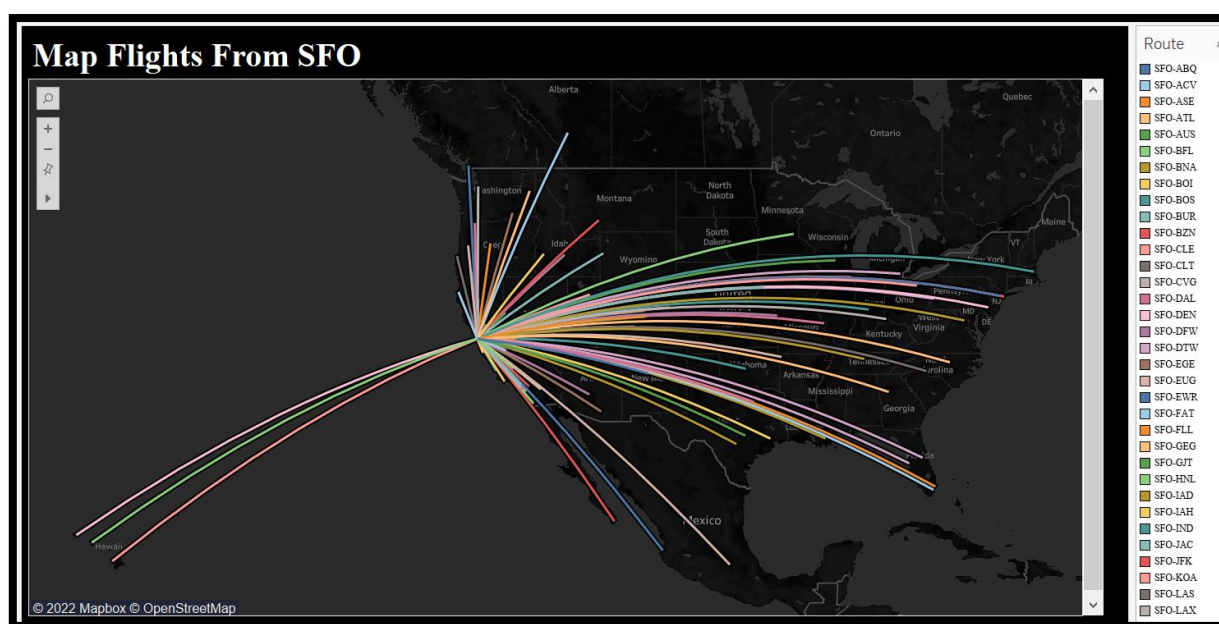 Map Flights From SFO
Alberta
Quebec
Ontario
ashington
Montana
North
Dakota
Minnesota
Maine
South
Dakota
Wisconsin
VT
Idah
Wyomino
New York
RI
United
Ohio
NJ
MD
DE
West
Virginia
Kentucky
Arkansas
Mississippi
Georgia
Mexico
Hawaii
© 2022 Mapbox © OpenStreetMap
Route
SFO-ABQ
SFO-ACV
SFO-ASE
SFO-ATL
SFO-AUS
SFO-BFL
SFO-BNA
SFO-BOI
SFO-BOS
SFO-BUR
SFO-BZN
SFO-CLE
SFO-CLT
SFO-CVG
SFO-DAL
SFO-DEN
SFO-DFW
SFO-DTW
SFO-EGE
SFO-EUG
SFO-EWR
SFO-FAT
SFO-FLL
SFO-GEG
SFO-GJT
SFO-HNL
SFO-IAD
SFO-IAH
SFO-IND
SFO-JAC
SFO-JFK
SFO-KOA
SFO-LAS
SFO-LAX